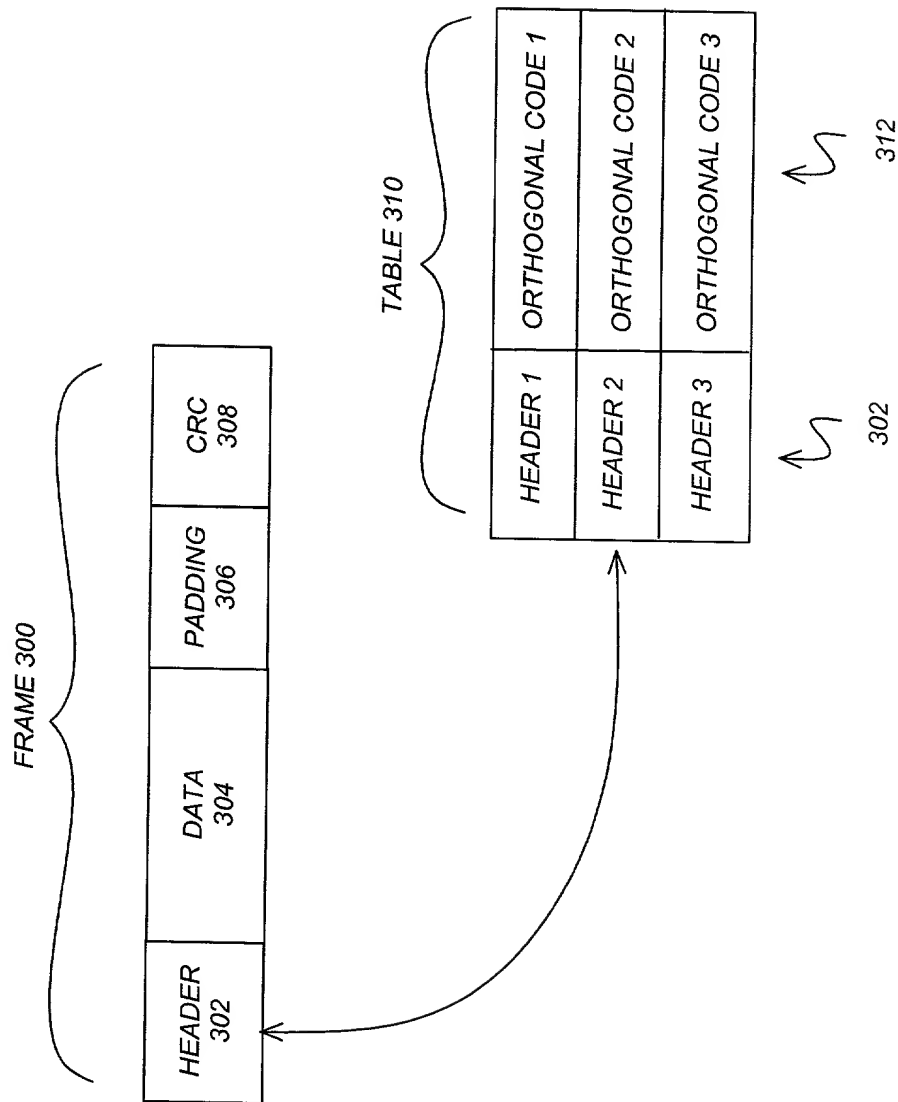 FRAME 300
HEADER
302
DATA
304
PADDING
306
CRC
308
TABLE 310
HEADER 1
ORTHOGONAL CODE 1
HEADER 2
ORTHOGONAL CODE 2
HEADER 3
ORTHOGONAL CODE 3
302
312